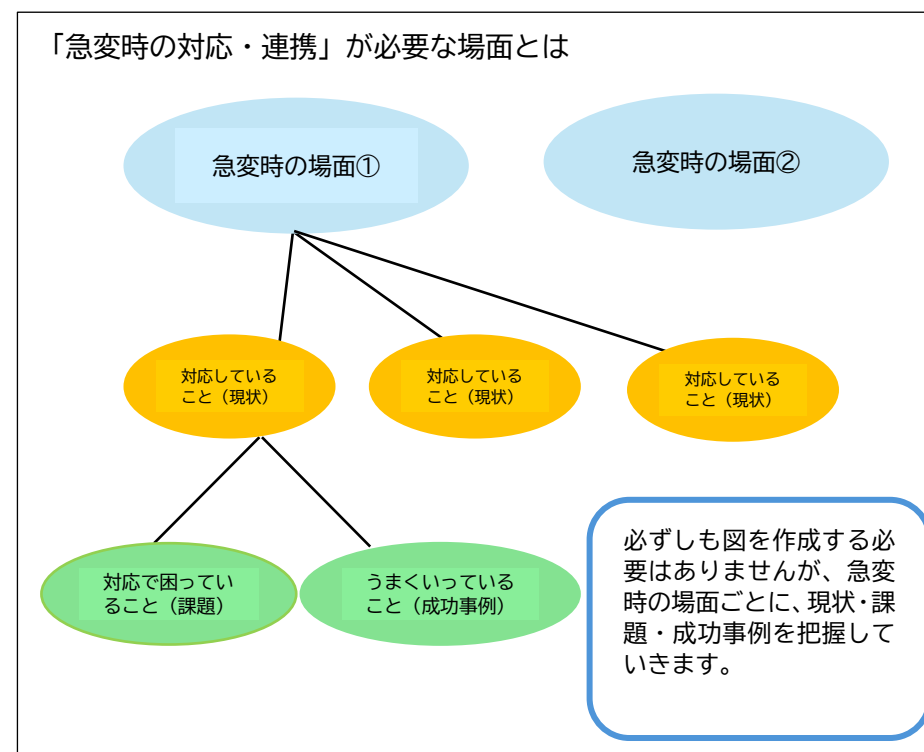 「急変時の対応・連携」が必要な場面とは
急変時の場面①
急変時の場面②
対応している
こと（現状）
対応している
こと（現状）
対応している
こと（現状）
対応で困ってい
ること（課題）
うまくいっている
こと（成功事例）
必ずしも図を作成する必
要はありませんが、急変
時の場面ごとに、現状・課
題・成功事例を把握して
いきます。